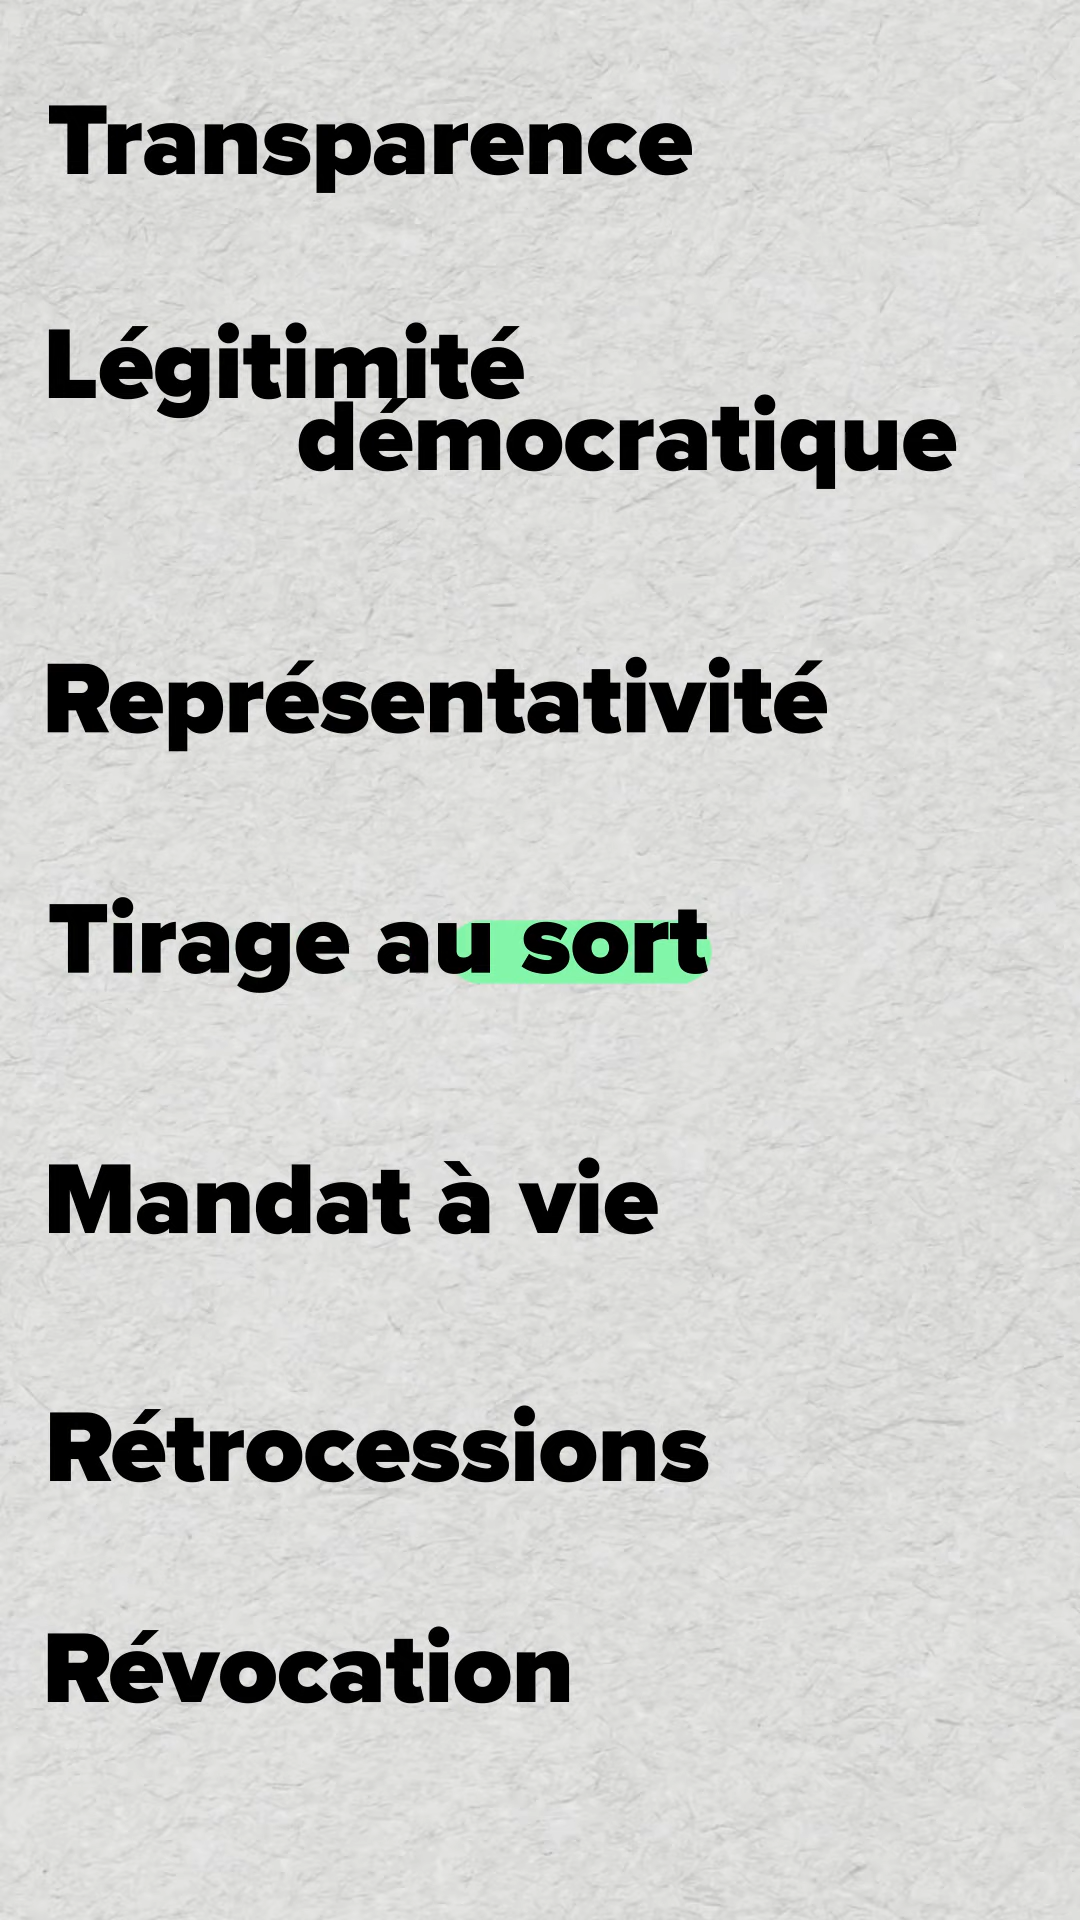 Transparence
Légitimité
démocratique
Représentativité
Tirage au sort
Mandat à vie
Rétrocessions
Révocation